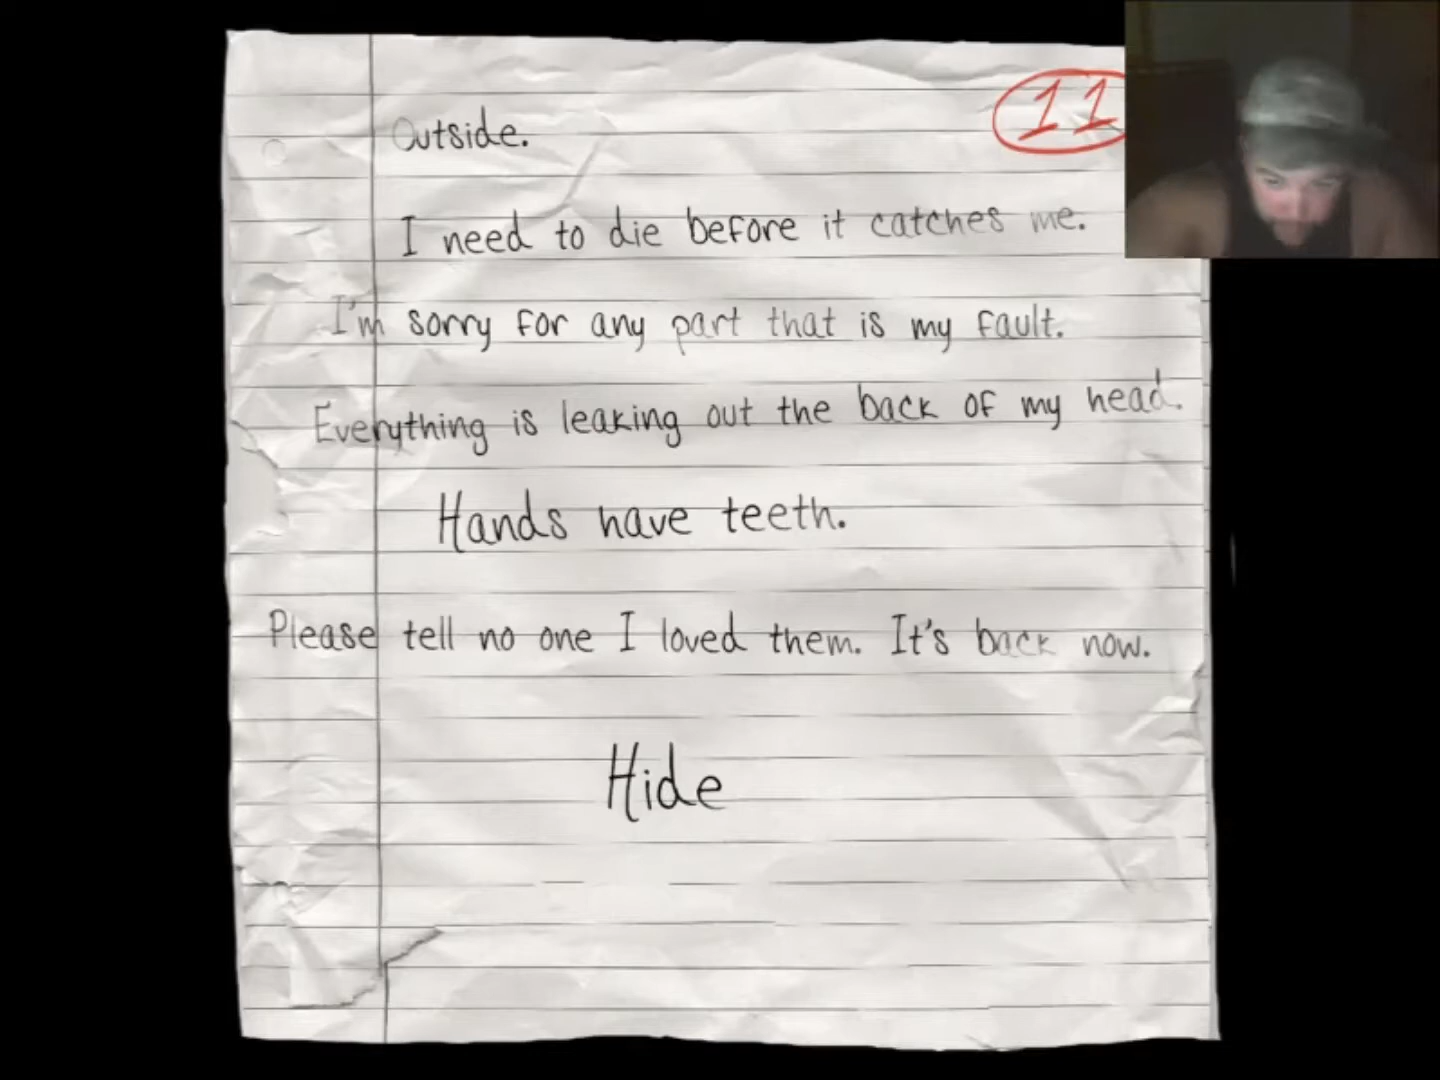 11
Outside.
I need to die before it catches me.
I'm sorry for any part that is my fault.
Everything is leaking out the back of my head.
Hands have teeth.
Please tell no one I loved them. It's back now.
Hide